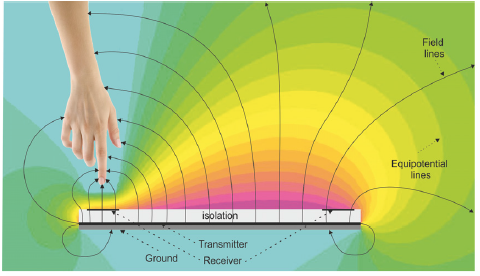 Field
lines
Equipotential
lines
isolation
Transmitter
Ground
Receiver